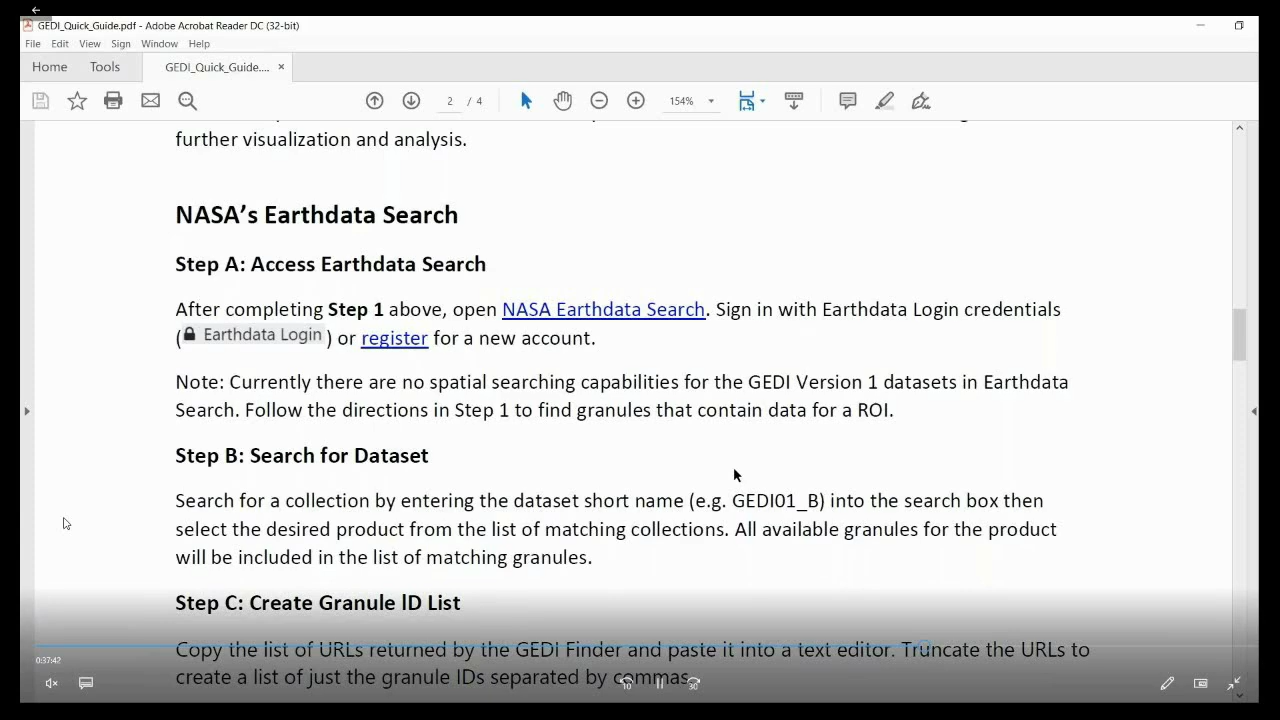 GEDI_Quick_Guide.pdf - Adobe Acrobat Reader DC (32-bit)
File Edit View Sign Window Help
Home Tools GEDI_Quick_Guide.... ×
2 / 4 154%
further visualization and analysis.
NASA’s Earthdata Search
Step A: Access Earthdata Search
After completing Step 1 above, open NASA Earthdata Search. Sign in with Earthdata Login credentials
( Earthdata Login ) or register for a new account.
Note: Currently there are no spatial searching capabilities for the GEDI Version 1 datasets in Earthdata
Search. Follow the directions in Step 1 to find granules that contain data for a ROI.
Step B: Search for Dataset
Search for a collection by entering the dataset short name (e.g. GEDI01_B) into the search box then
select the desired product from the list of matching collections. All available granules for the product
will be included in the list of matching granules.
Step C: Create Granule ID List
Copy the list of URLs returned by the GEDI Finder and paste it into a text editor. Truncate the URLs to
0:37:42
create a list of just the granule IDs separated by commas.
10 30